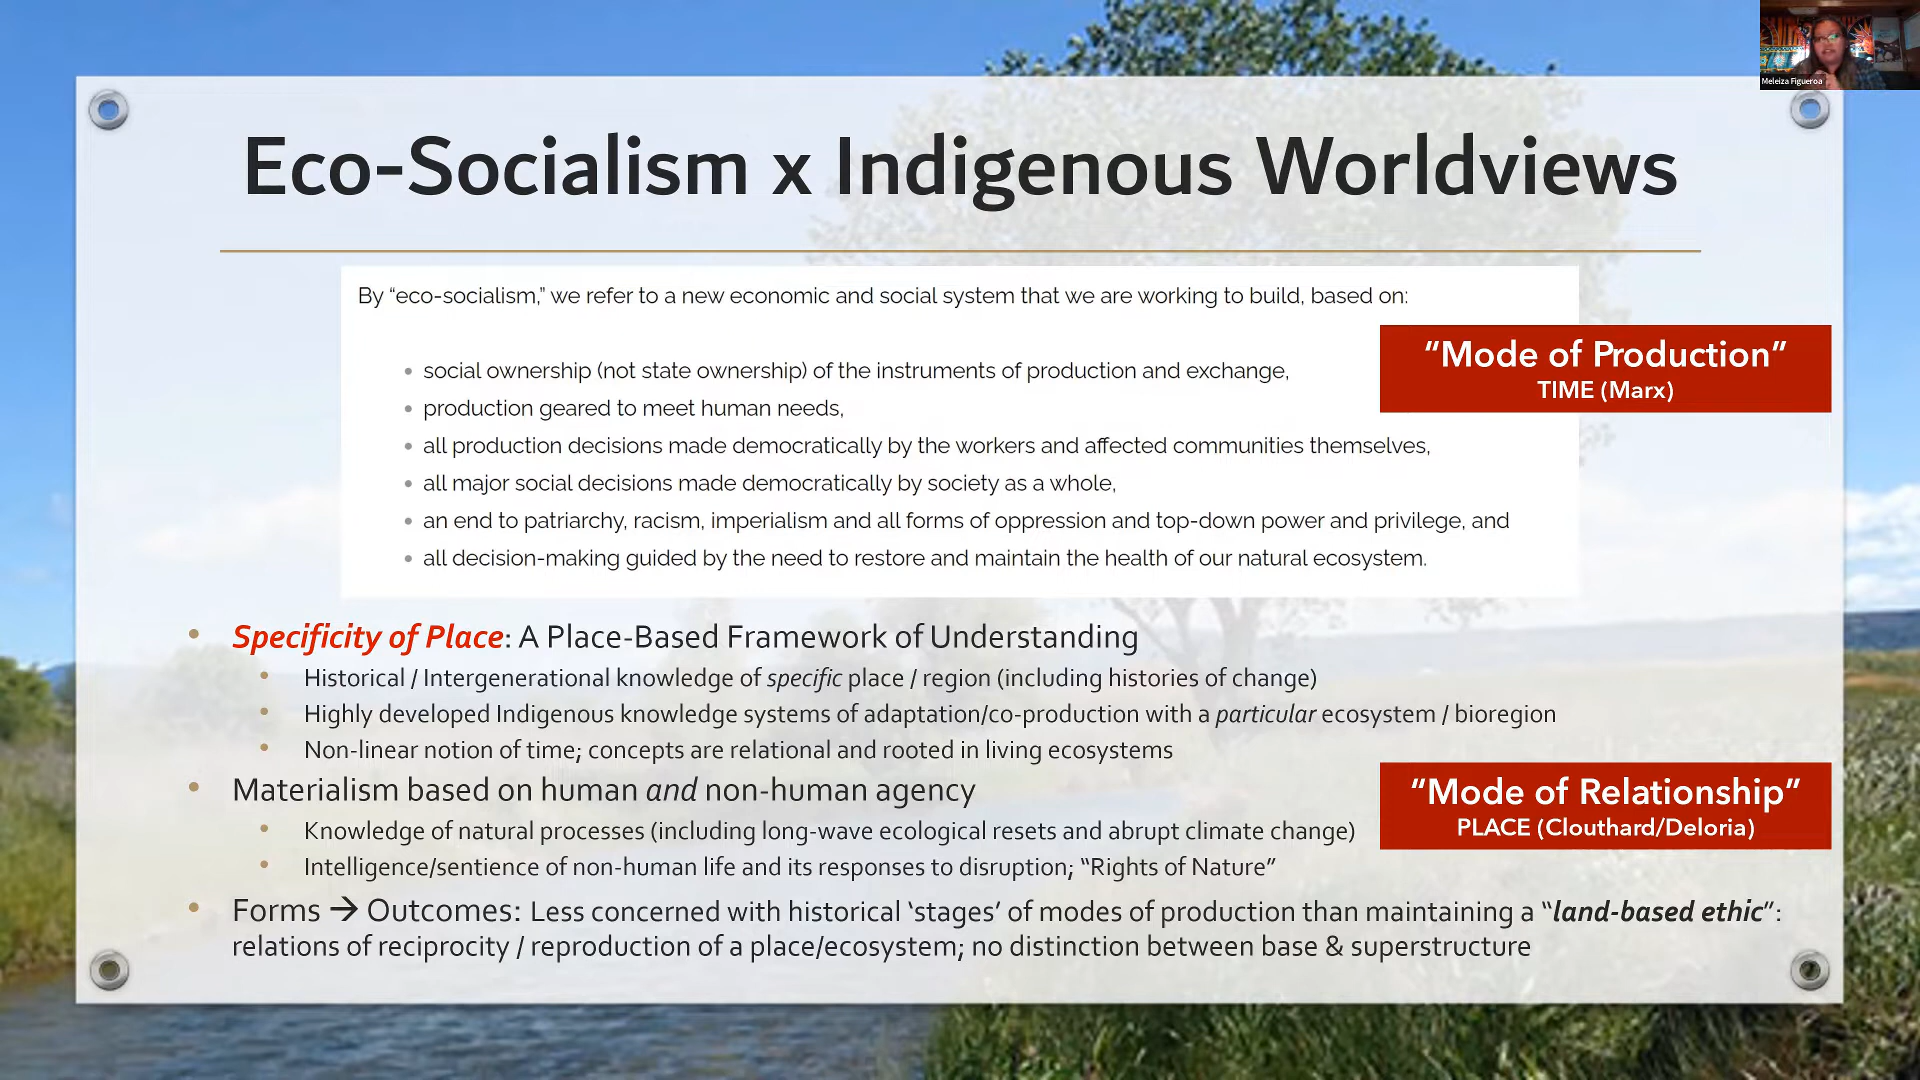 Meleiza Figueroa
Eco-Socialism x Indigenous Worldviews
By “eco-socialism,” we refer to a new economic and social system that we are working to build, based on:
• social ownership (not state ownership) of the instruments of production and exchange,
• production geared to meet human needs,
• all production decisions made democratically by the workers and affected communities themselves,
• all major social decisions made democratically by society as a whole,
• an end to patriarchy, racism, imperialism and all forms of oppression and top-down power and privilege, and
• all decision-making guided by the need to restore and maintain the health of our natural ecosystem.
“Mode of Production”
TIME (Marx)
• Specificity of Place: A Place-Based Framework of Understanding
• Historical / Intergenerational knowledge of specific place / region (including histories of change)
• Highly developed Indigenous knowledge systems of adaptation/co-production with a particular ecosystem / bioregion
• Non-linear notion of time; concepts are relational and rooted in living ecosystems
• Materialism based on human and non-human agency
• Knowledge of natural processes (including long-wave ecological resets and abrupt climate change)
• Intelligence/sentience of non-human life and its responses to disruption; “Rights of Nature”
“Mode of Relationship”
PLACE (Clouthard/Deloria)
• Forms → Outcomes: Less concerned with historical ‘stages’ of modes of production than maintaining a “land-based ethic”:
relations of reciprocity / reproduction of a place/ecosystem; no distinction between base & superstructure